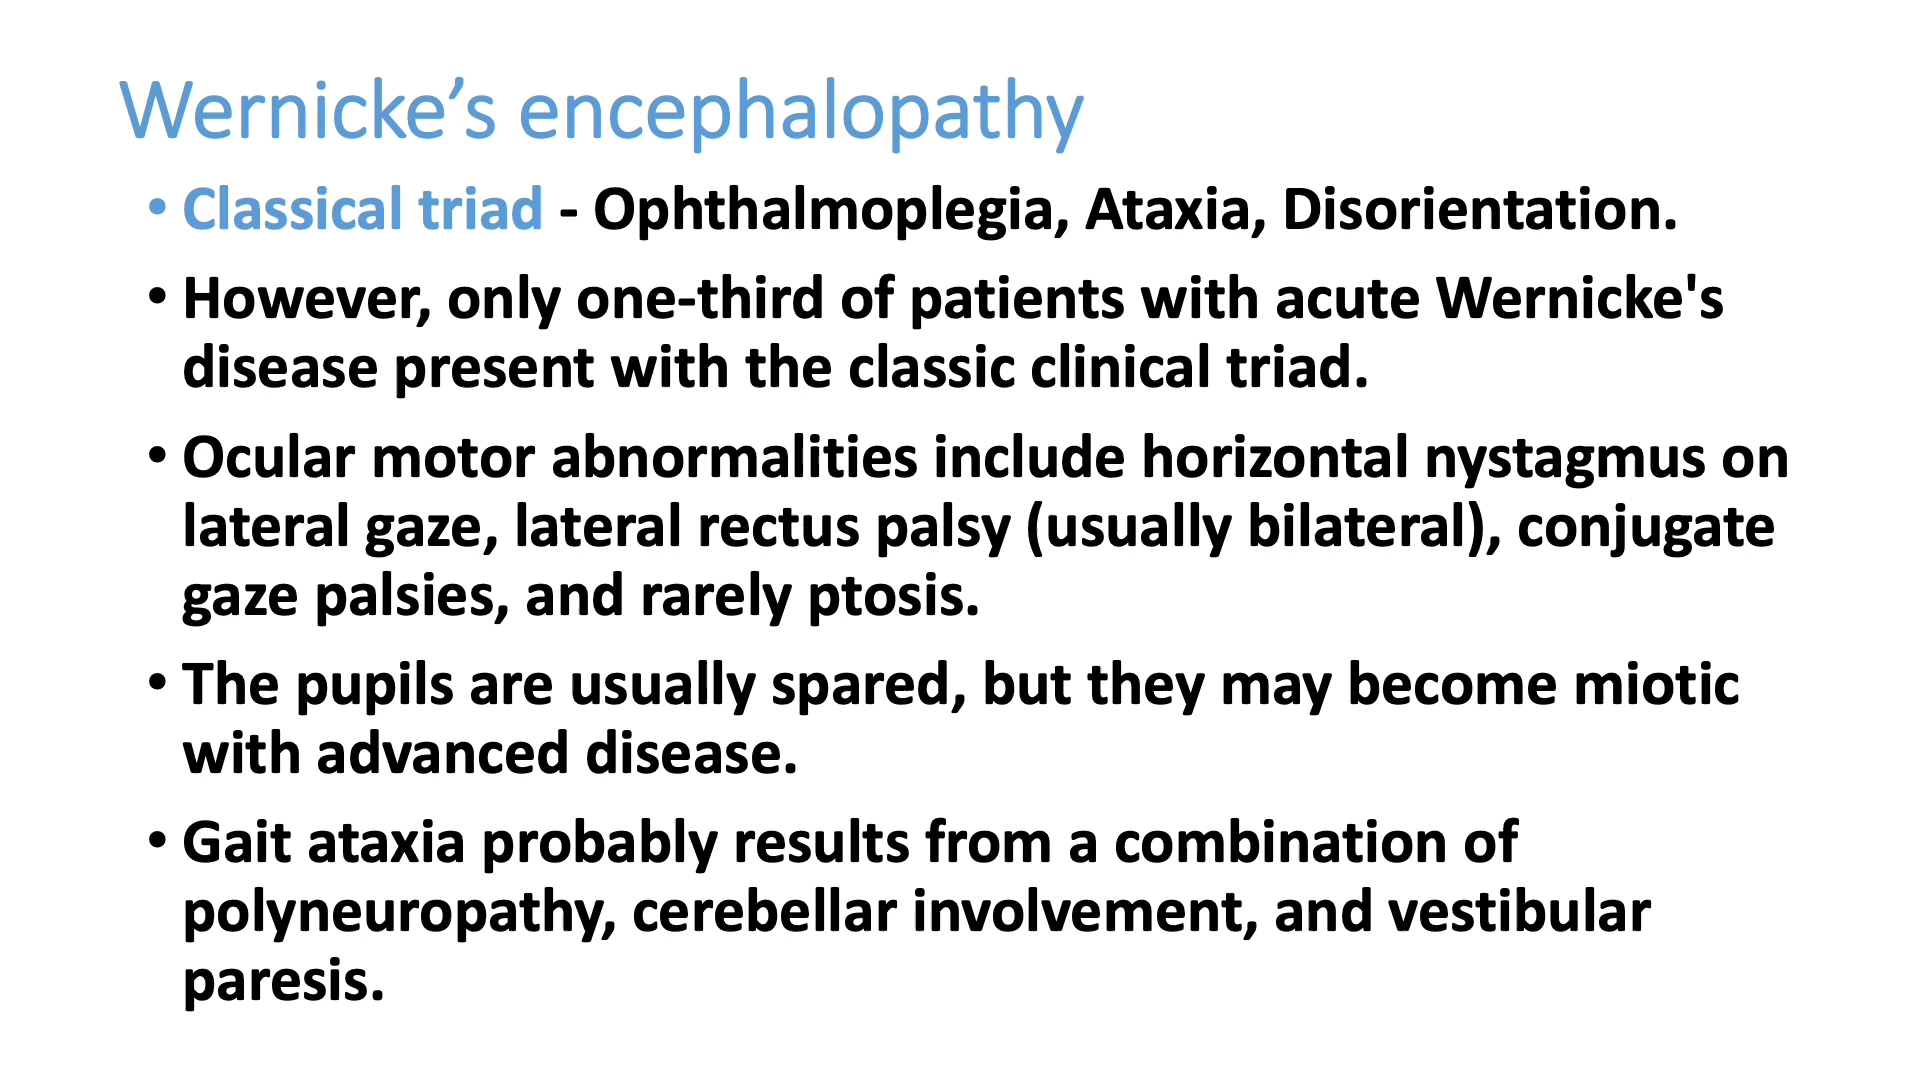 Wernicke’s encephalopathy
• Classical triad - Ophthalmoplegia, Ataxia, Disorientation.
• However, only one-third of patients with acute Wernicke's
disease present with the classic clinical triad.
• Ocular motor abnormalities include horizontal nystagmus on
lateral gaze, lateral rectus palsy (usually bilateral), conjugate
gaze palsies, and rarely ptosis.
• The pupils are usually spared, but they may become miotic
with advanced disease.
• Gait ataxia probably results from a combination of
polyneuropathy, cerebellar involvement, and vestibular
paresis.